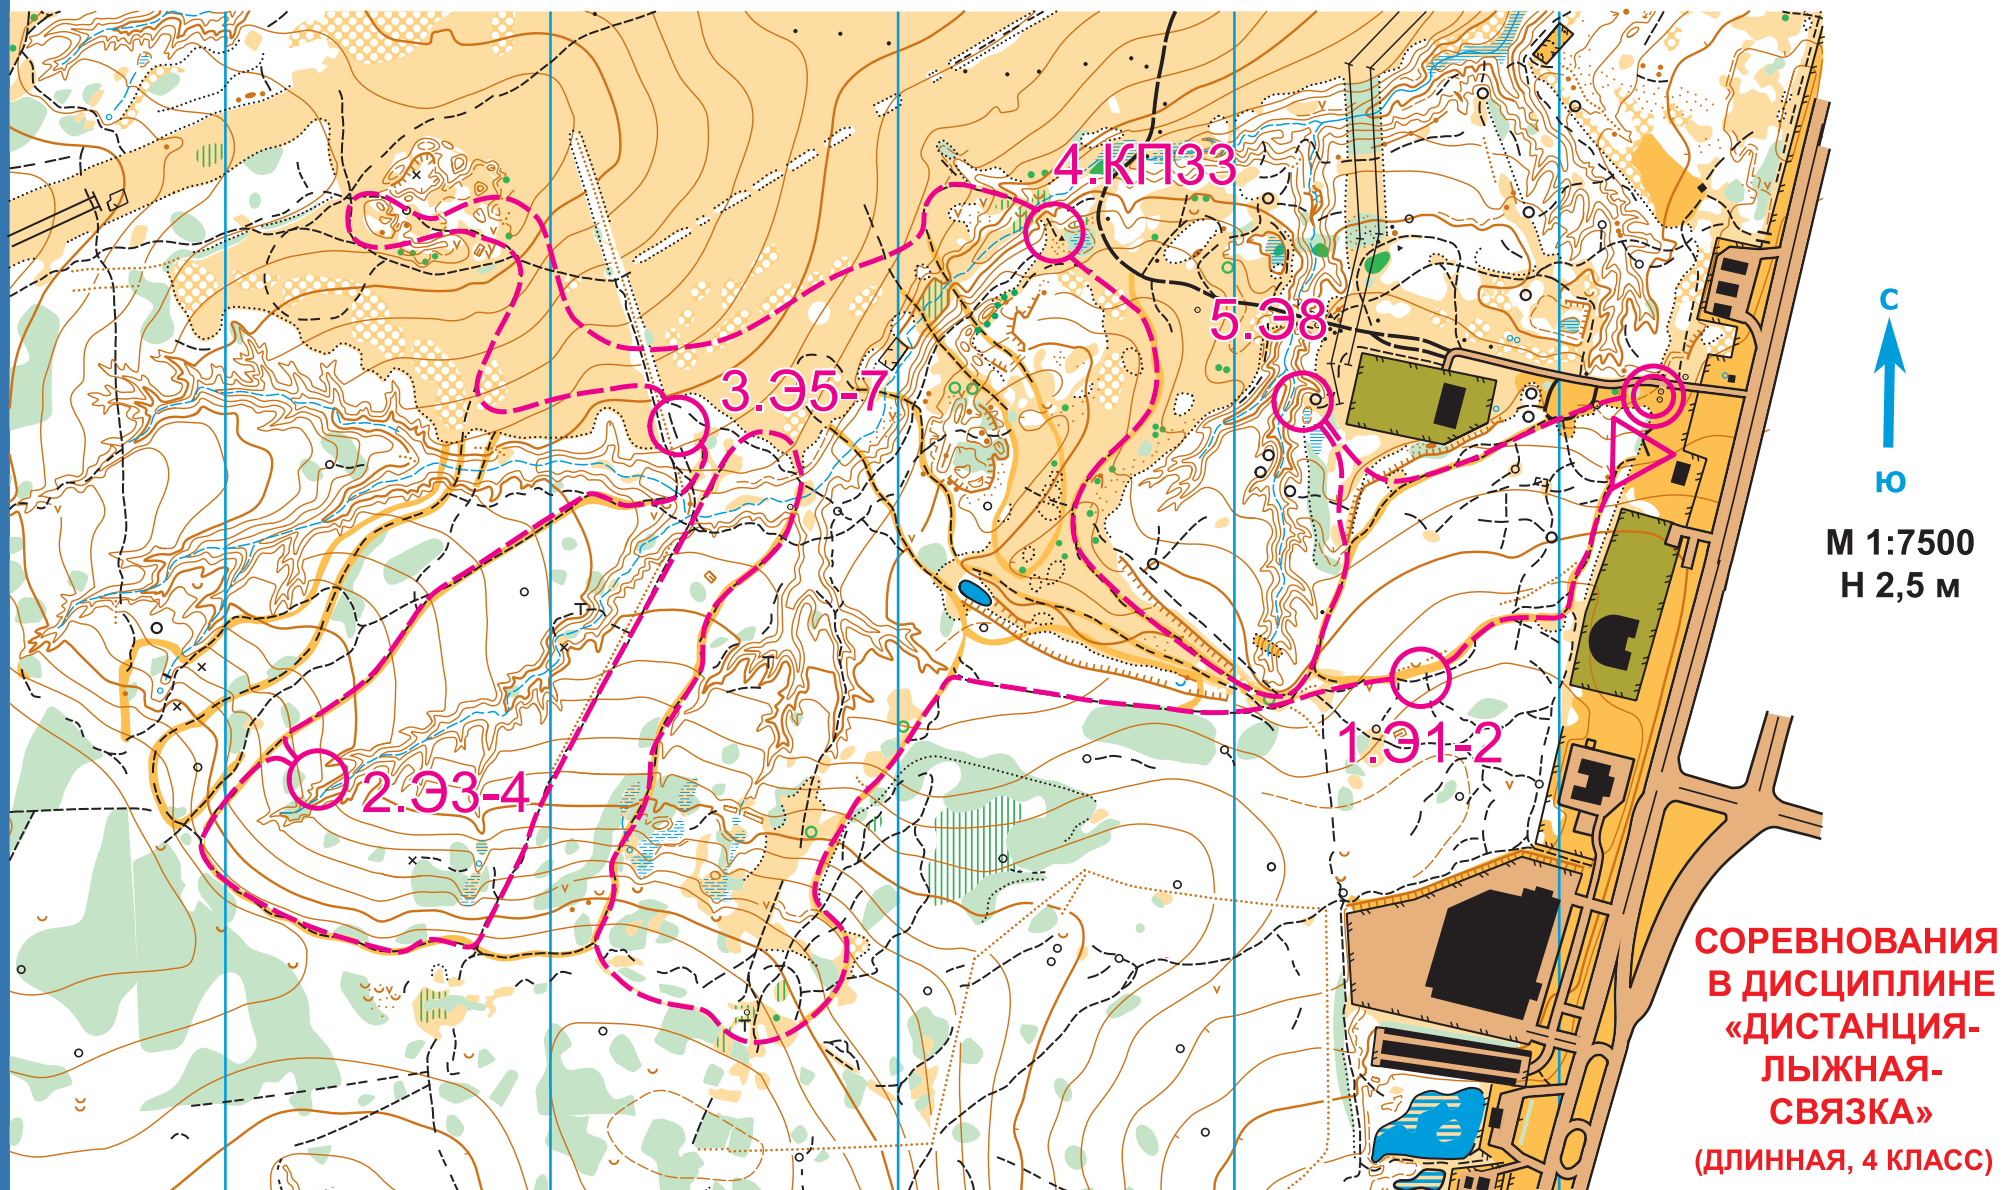 4.КП33
5.Э8
3.Э5-7
1.Э1-2
2.Э3-4
С
Ю
М 1:7500
Н 2,5 м
СОРЕВНОВАНИЯ
В ДИСЦИПЛИНЕ
«ДИСТАНЦИЯ-
ЛЫЖНАЯ-
СВЯЗКА»
(ДЛИННАЯ, 4 КЛАСС)